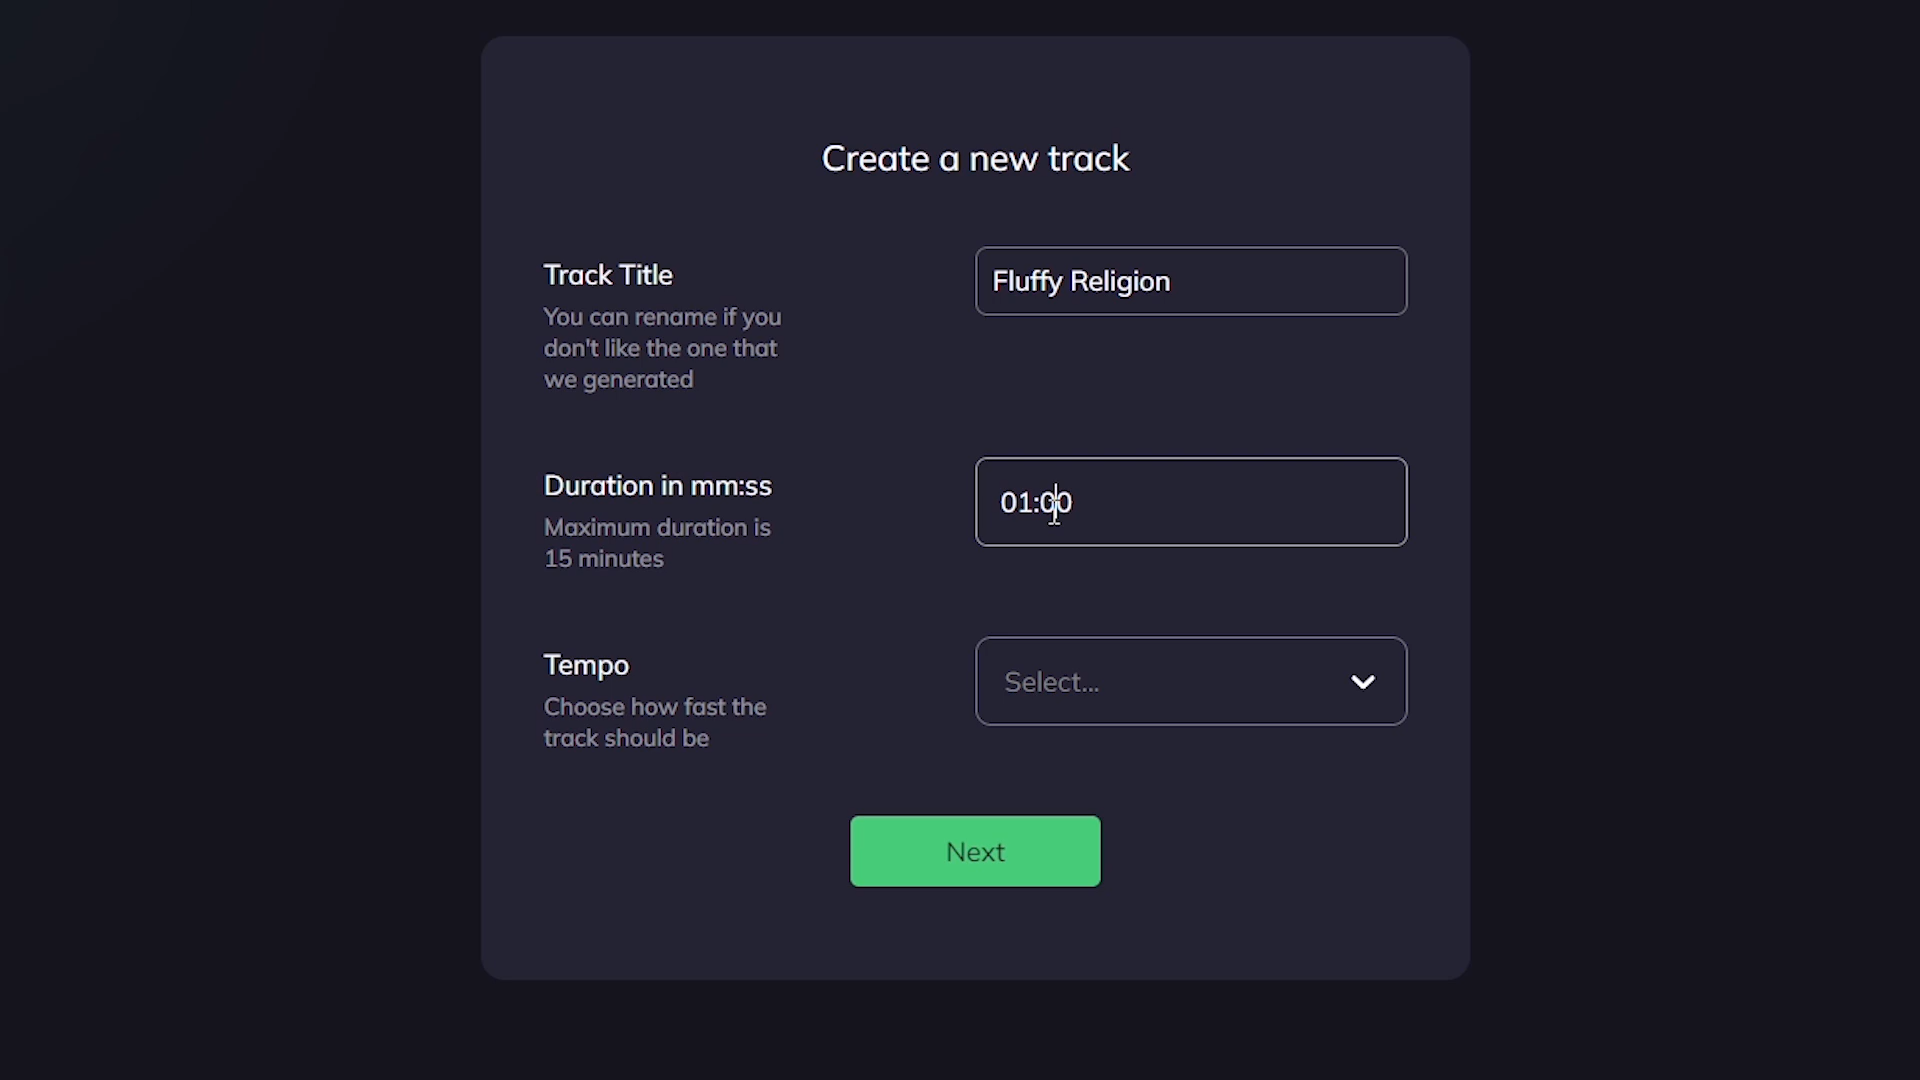 Create a new track
Track Title
Fluffy Religion
You can rename if you
don't like the one that
we generated
Duration in mm:ss
01:00
Maximum duration is
15 minutes
Tempo
Select...
Choose how fast the
track should be
Next